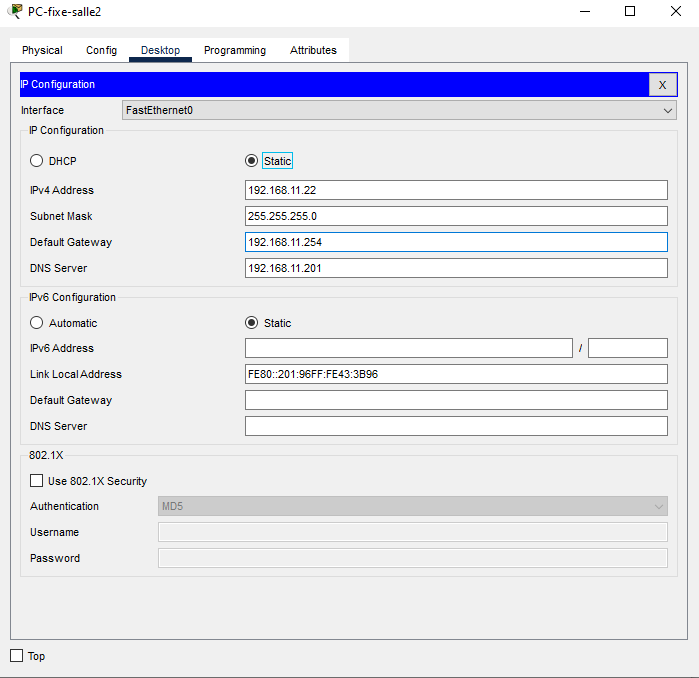 PC-fixe-salle2
Physical Config Desktop Programming Attributes
IP Configuration X
Interface FastEthernet0
IP Configuration
DHCP Static
IPv4 Address 192.168.11.22
Subnet Mask 255.255.255.0
Default Gateway 192.168.11.254
DNS Server 192.168.11.201
IPv6 Configuration
Automatic Static
IPv6 Address /
Link Local Address FE80::201:96FF:FE43:3B96
Default Gateway
DNS Server
802.1X
Use 802.1X Security
Authentication MD5
Username
Password
Top